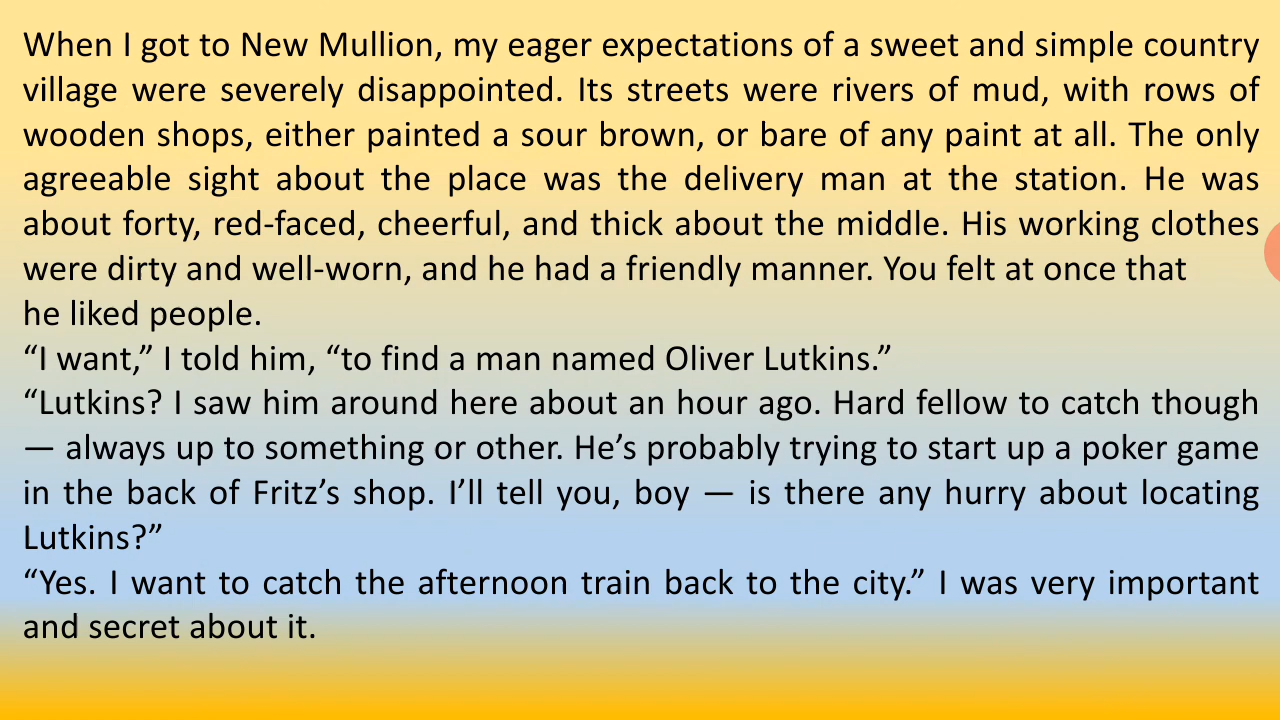 When I got to New Mullion, my eager expectations of a sweet and simple country
village were severely disappointed. Its streets were rivers of mud, with rows of
wooden shops, either painted a sour brown, or bare of any paint at all. The only
agreeable sight about the place was the delivery man at the station. He was
about forty, red-faced, cheerful, and thick about the middle. His working clothes
were dirty and well-worn, and he had a friendly manner. You felt at once that
he liked people.
“I want,” I told him, “to find a man named Oliver Lutkins.”
“Lutkins? I saw him around here about an hour ago. Hard fellow to catch though
— always up to something or other. He’s probably trying to start up a poker game
in the back of Fritz’s shop. I’ll tell you, boy — is there any hurry about locating
Lutkins?”
“Yes. I want to catch the afternoon train back to the city.” I was very important
and secret about it.